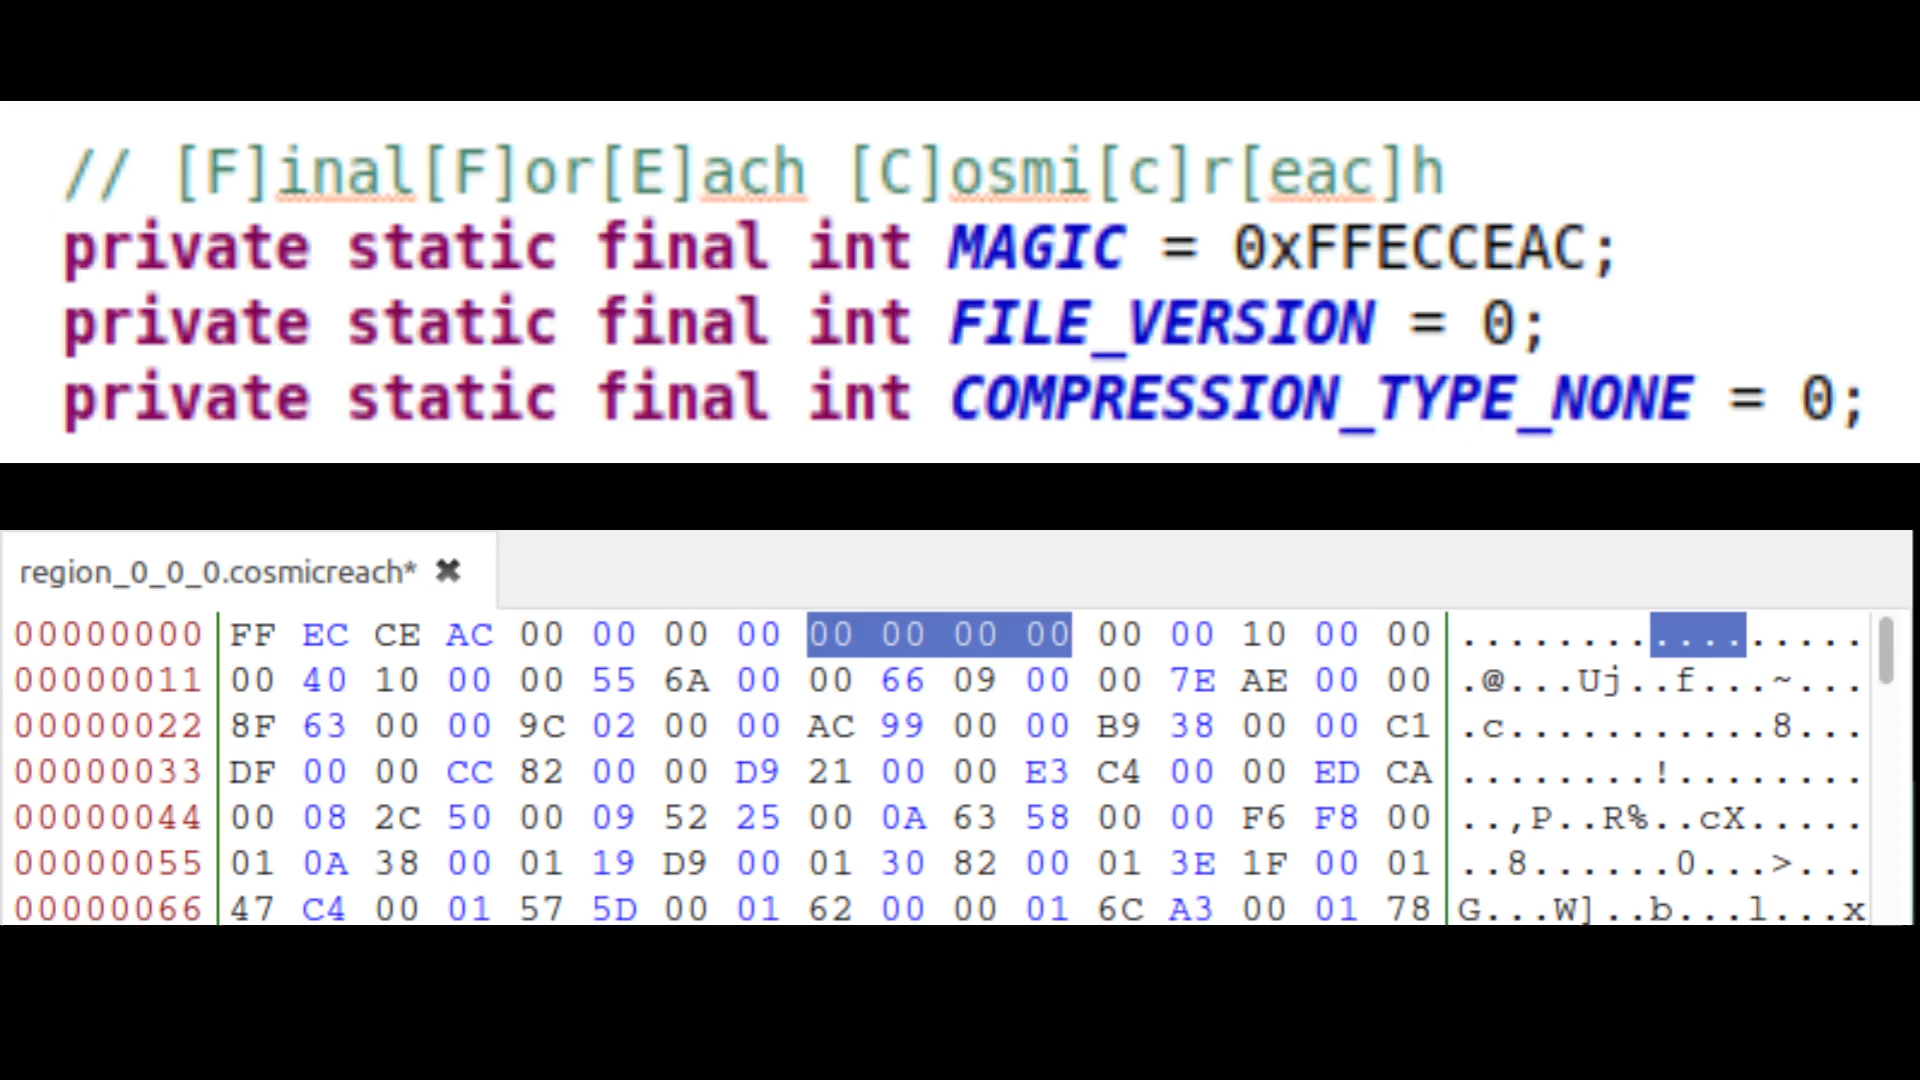 // [F]inal[F]or[E]ach [C]osmi[c]r[eac]h
private static final int MAGIC = 0xFFECCEAC;
private static final int FILE_VERSION = 0;
private static final int COMPRESSION_TYPE_NONE = 0;
region_0_0_0.cosmicreach* ✖
00000000 FF EC CE AC 00 00 00 00 00 00 00 00 00 00 10 00 00 .................
00000011 00 40 10 00 00 55 6A 00 00 66 09 00 00 7E AE 00 00 .@...Uj..f...~...
00000022 8F 63 00 00 9C 02 00 00 AC 99 00 00 B9 38 00 00 C1 .c...........8...
00000033 DF 00 00 CC 82 00 00 D9 21 00 00 E3 C4 00 00 ED CA ........!........
00000044 00 08 2C 50 00 09 52 25 00 0A 63 58 00 00 F6 F8 00 ..,P..R%..cX.....
00000055 01 0A 38 00 01 19 D9 00 01 30 82 00 01 3E 1F 00 01 ..8......0...>...
00000066 47 C4 00 01 57 5D 00 01 62 00 00 01 6C A3 00 01 78 G...W]..b...l...x